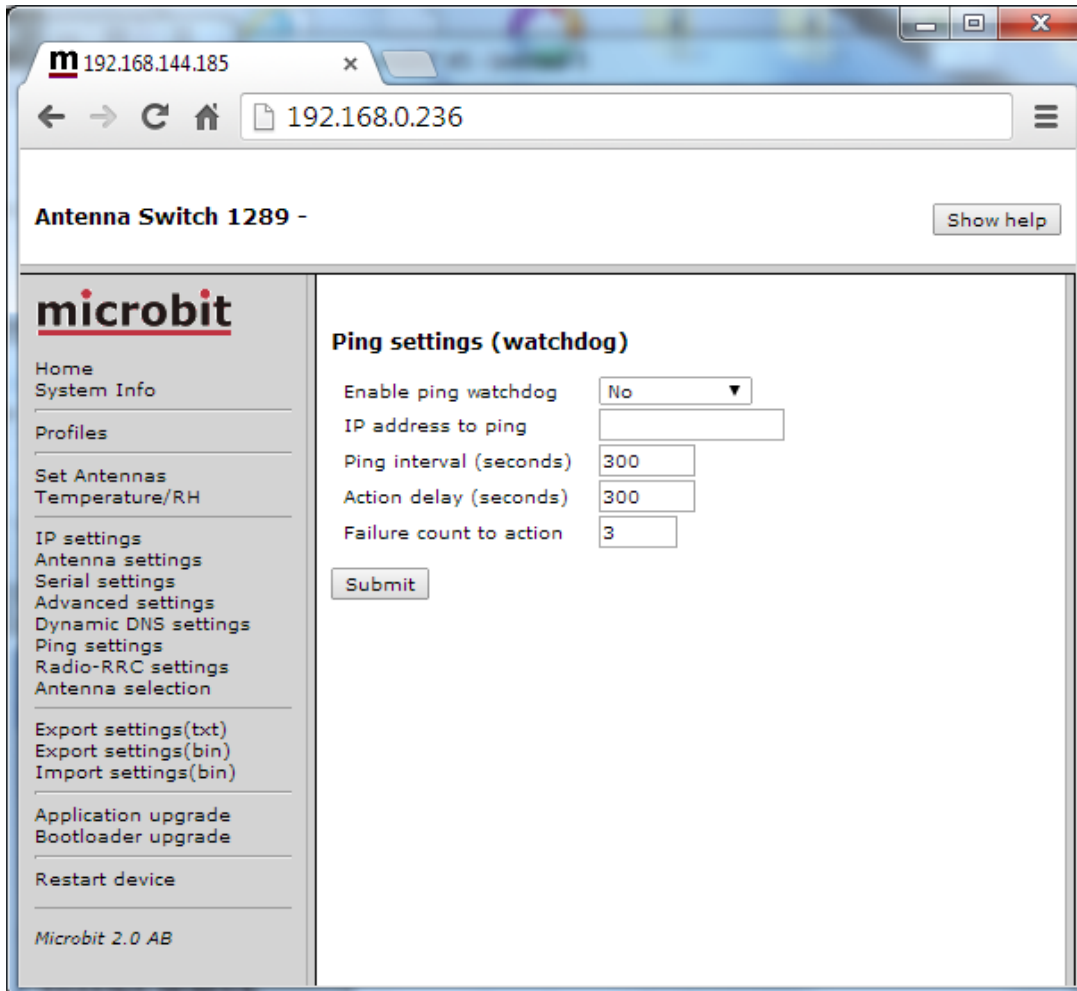 m 192.168.144.185
192.168.0.236
Antenna Switch 1289 -
Show help
microbit
Home
System Info
Profiles
Set Antennas
Temperature/RH
IP settings
Antenna settings
Serial settings
Advanced settings
Dynamic DNS settings
Ping settings
Radio-RRC settings
Antenna selection
Export settings(txt)
Export settings(bin)
Import settings(bin)
Application upgrade
Bootloader upgrade
Restart device
Microbit 2.0 AB
Ping settings (watchdog)
Enable ping watchdog No
IP address to ping
Ping interval (seconds) 300
Action delay (seconds) 300
Failure count to action 3
Submit